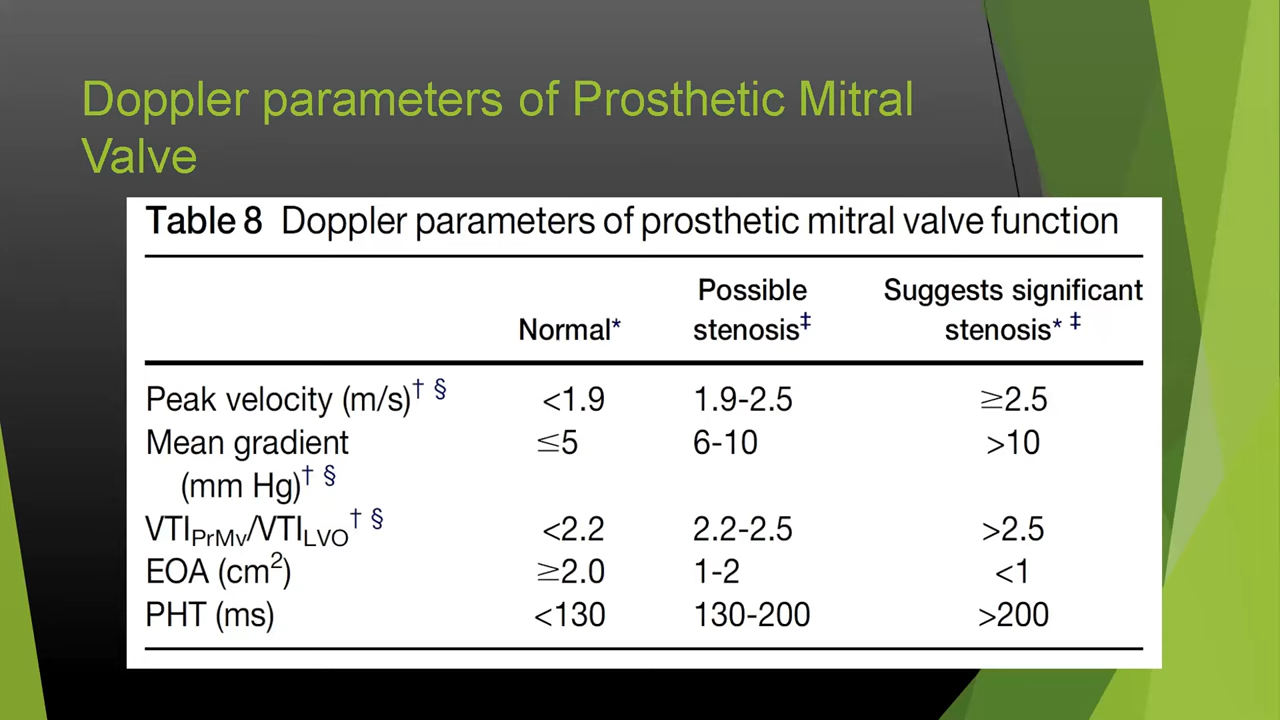 Doppler parameters of Prosthetic Mitral
Valve
Table 8 Doppler parameters of prosthetic mitral valve function
Normal* Possible stenosis‡ Suggests significant stenosis* ‡
Peak velocity (m/s)† § <1.9 1.9-2.5 ≥2.5
Mean gradient ≤5 6-10 >10
(mm Hg)† §
VTIPrMv/VTILVO† § <2.2 2.2-2.5 >2.5
EOA (cm²) ≥2.0 1-2 <1
PHT (ms) <130 130-200 >200